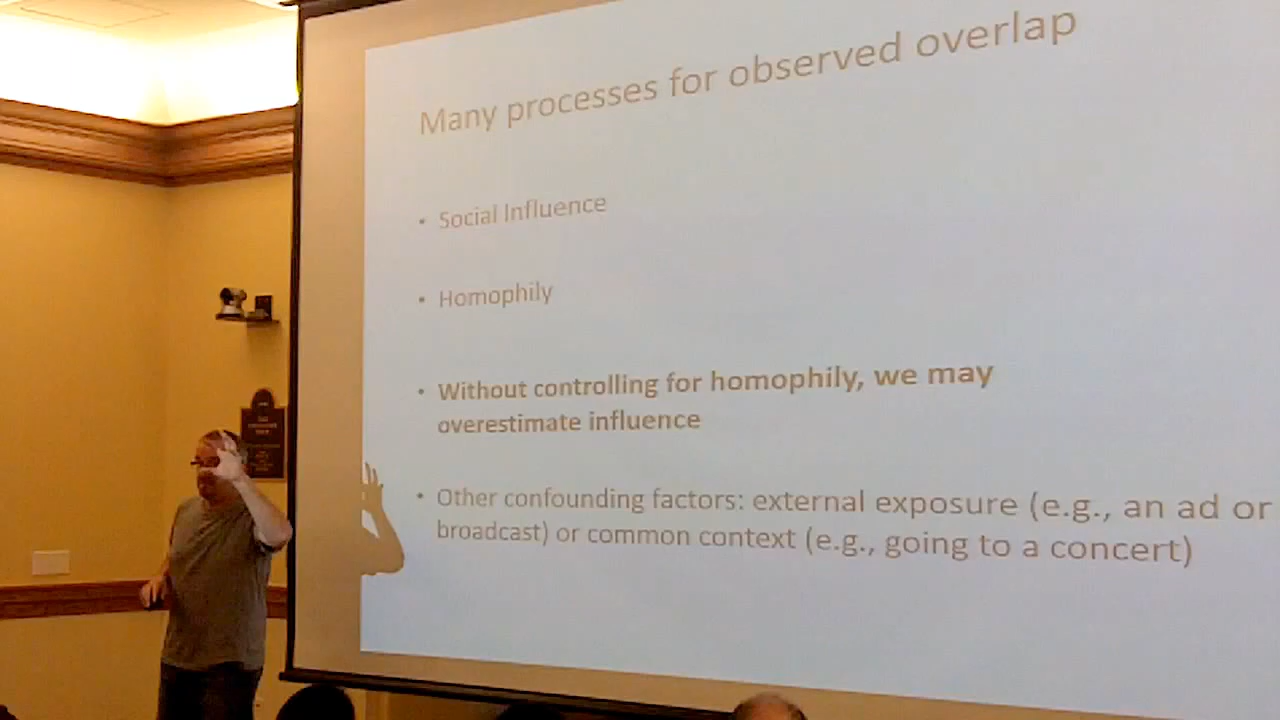 Many processes for observed overlap
• Social Influence
• Homophily
• Without controlling for homophily, we may
overestimate influence
• Other confounding factors: external exposure (e.g., an ad or
broadcast) or common context (e.g., going to a concert)